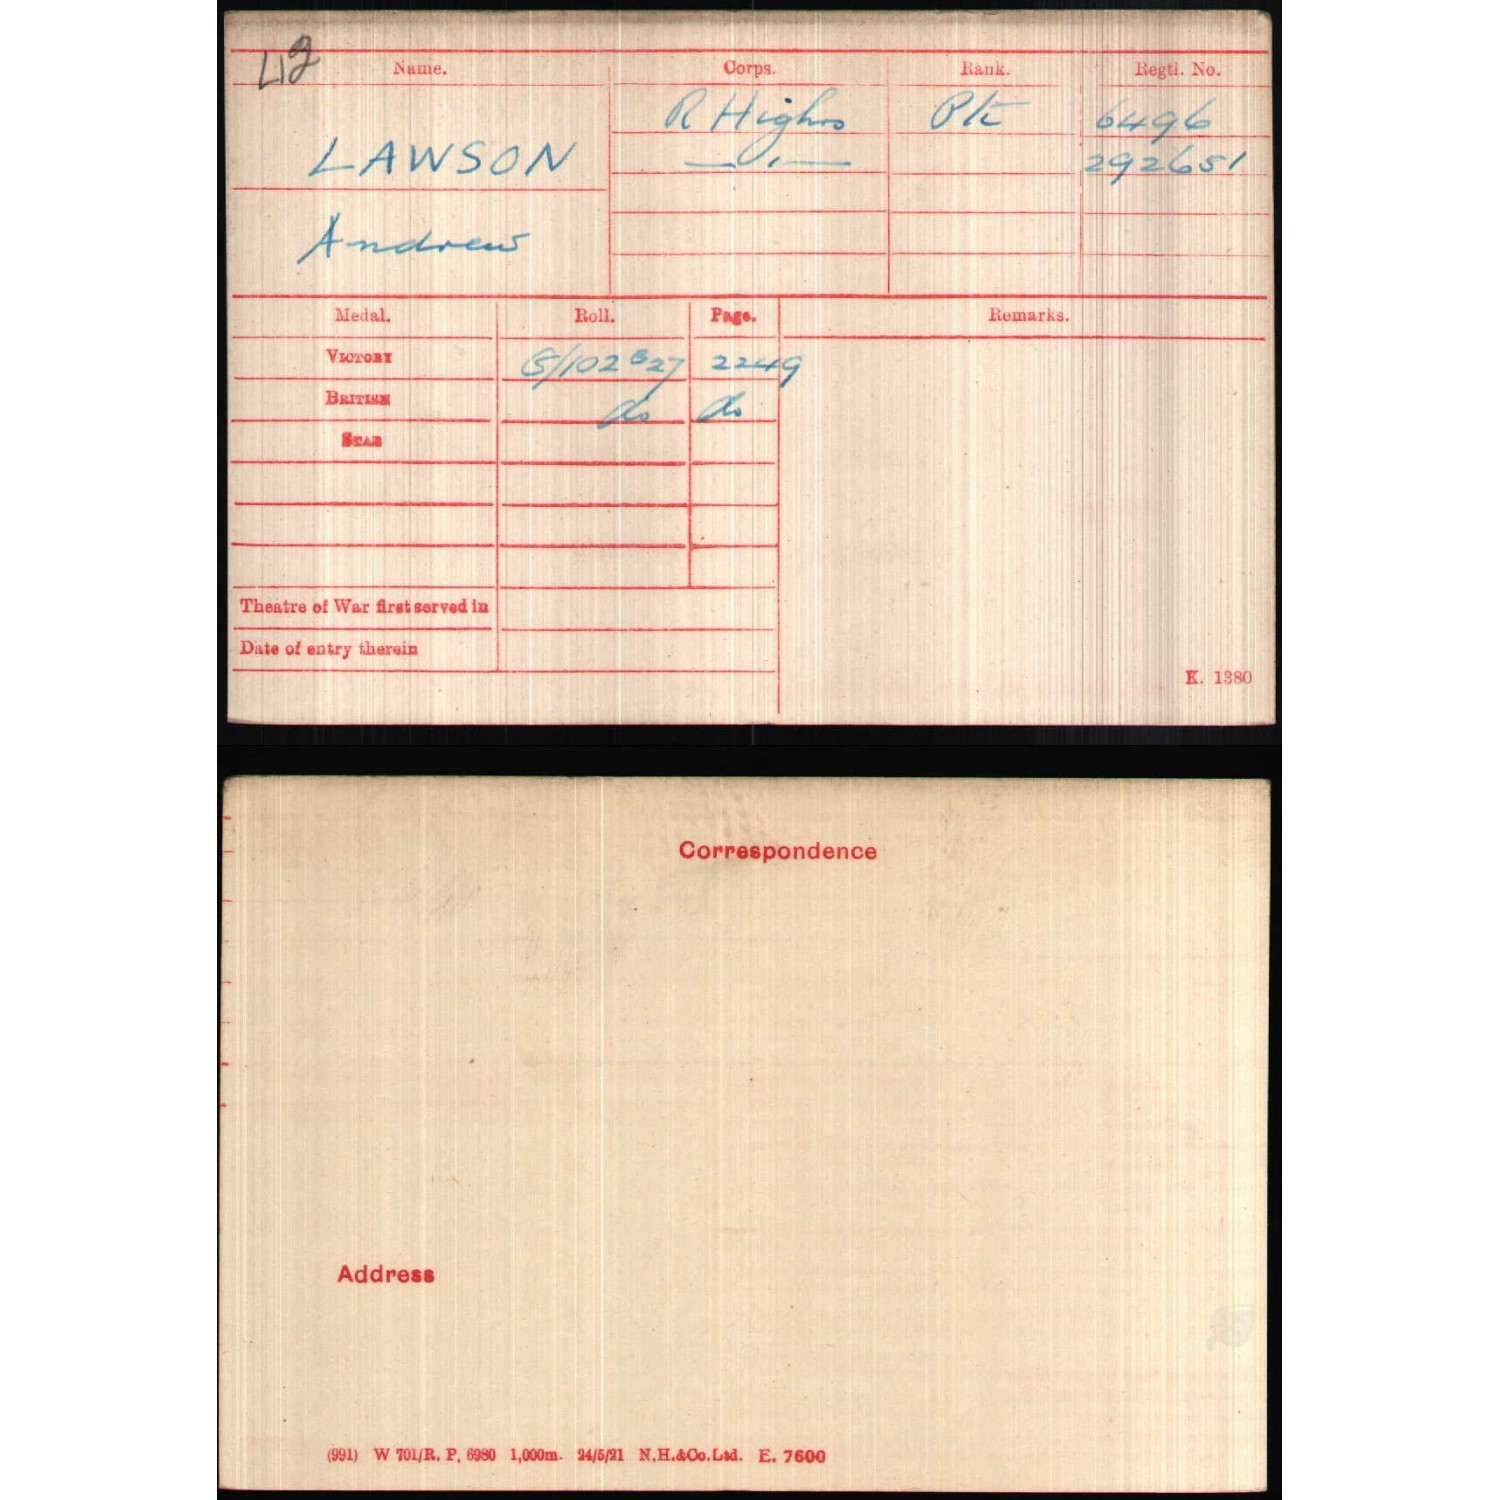 Name. Corps. Rank. Regtl. No.
R Highrs Pte 6496
LAWSON —„— 292651
Andrew
Medal. Roll. Page. Remarks.
VICTORY G/102 B27 2249
BRITISH do do
STAR
Theatre of War first served in
Date of entry therein
K. 1380
Correspondence
Address
(991) W 701/R. P. 6980 1,000m. 24/5/21 N.H.&Co.Ltd. E. 7600